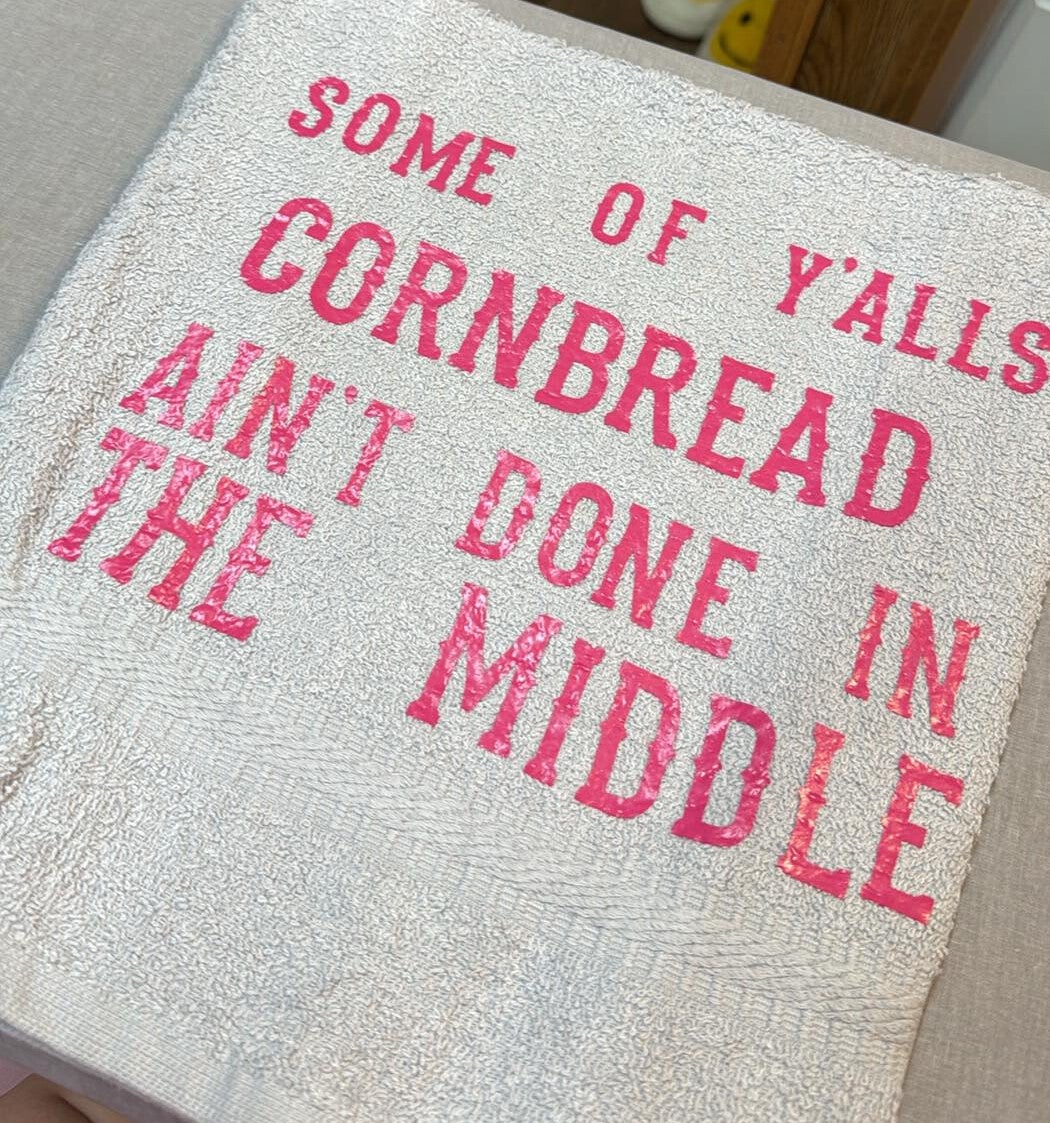 SOME OF Y'ALLS
CORNBREAD
AIN'T DONE IN
THE MIDDLE